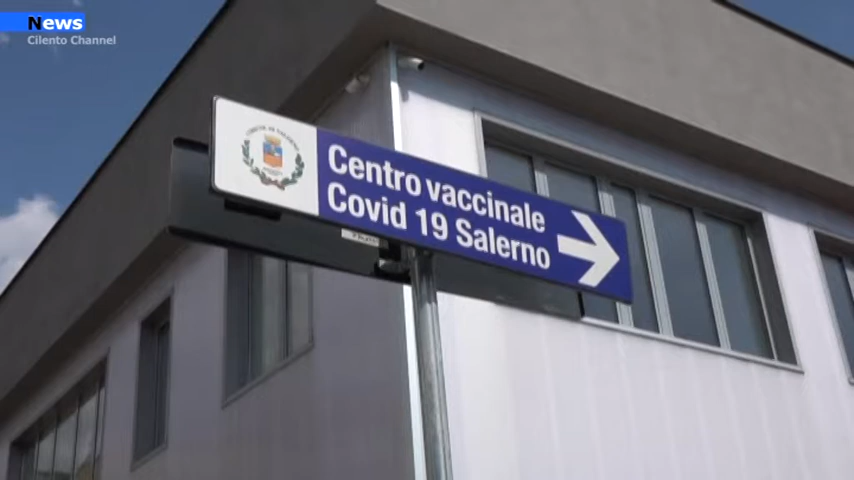 News
Cilento Channel
Centro vaccinale
Covid 19 Salerno